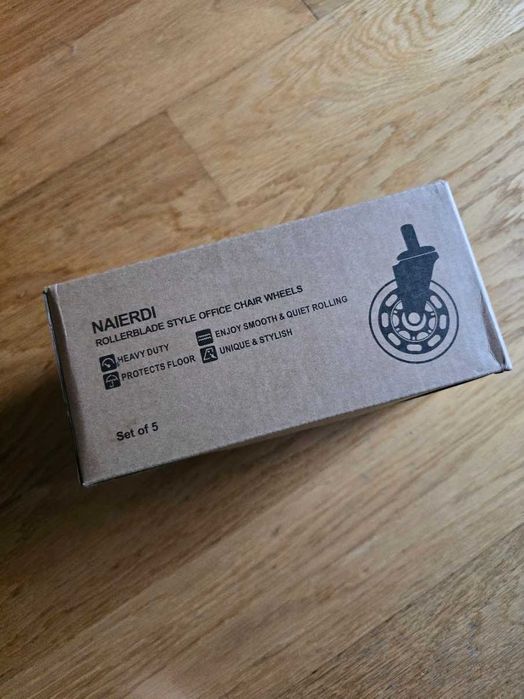 NAIERDI
ROLLERBLADE STYLE OFFICE CHAIR WHEELS
HEAVY DUTY
ENJOY SMOOTH & QUIET ROLLING
PROTECTS FLOOR
UNIQUE & STYLISH
Set of 5